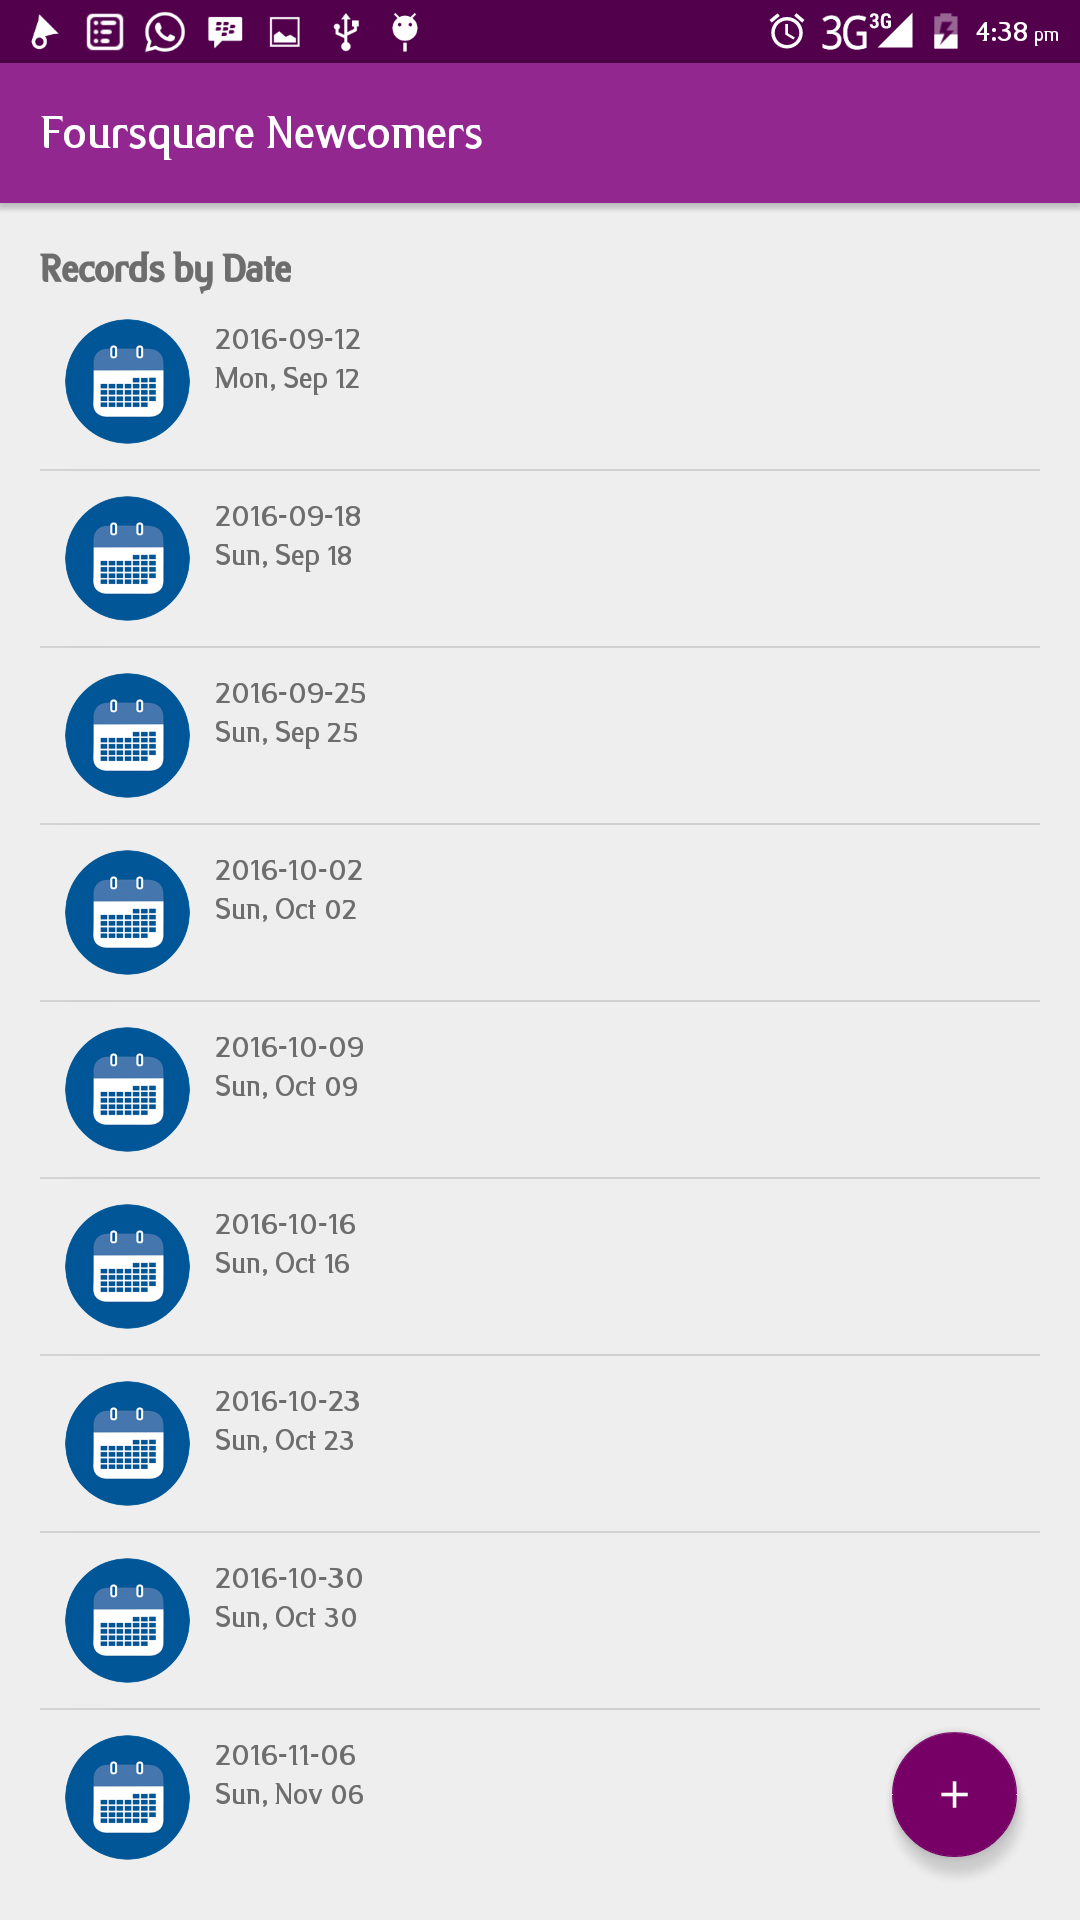 3G 3G 4:38 pm
Foursquare Newcomers
Records by Date
2016-09-12
Mon, Sep 12
2016-09-18
Sun, Sep 18
2016-09-25
Sun, Sep 25
2016-10-02
Sun, Oct 02
2016-10-09
Sun, Oct 09
2016-10-16
Sun, Oct 16
2016-10-23
Sun, Oct 23
2016-10-30
Sun, Oct 30
2016-11-06
Sun, Nov 06
+